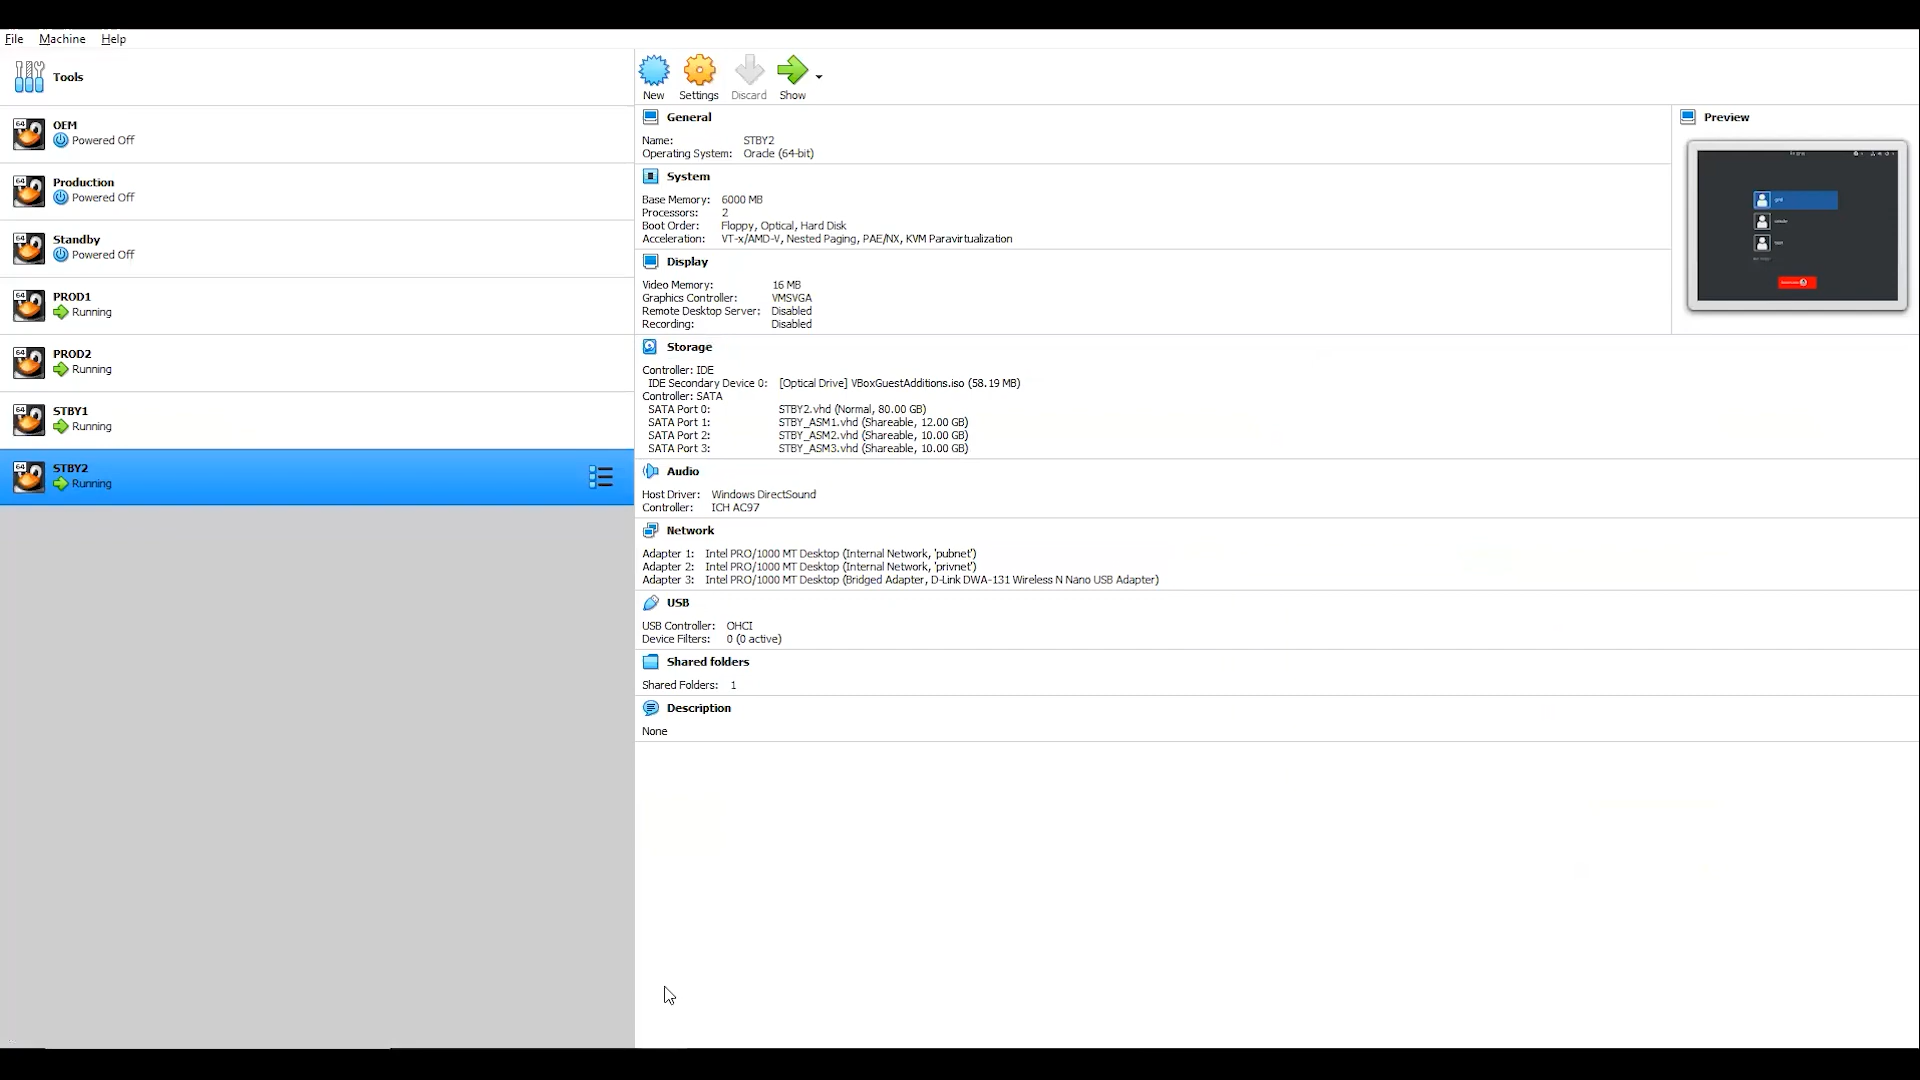 File Machine Help
Tools
New Settings Discard Show
64 OEM
Powered Off
64 Production
Powered Off
64 Standby
Powered Off
64 PROD1
Running
64 PROD2
Running
64 STBY1
Running
64 STBY2
Running
General
Name: STBY2
Operating System: Oracle (64-bit)
System
Base Memory: 6000 MB
Processors: 2
Boot Order: Floppy, Optical, Hard Disk
Acceleration: VT-x/AMD-V, Nested Paging, PAE/NX, KVM Paravirtualization
Display
Video Memory: 16 MB
Graphics Controller: VMSVGA
Remote Desktop Server: Disabled
Recording: Disabled
Storage
Controller: IDE
IDE Secondary Device 0: [Optical Drive] VBoxGuestAdditions.iso (58.19 MB)
Controller: SATA
SATA Port 0: STBY2.vhd (Normal, 80.00 GB)
SATA Port 1: STBY_ASM1.vhd (Shareable, 12.00 GB)
SATA Port 2: STBY_ASM2.vhd (Shareable, 10.00 GB)
SATA Port 3: STBY_ASM3.vhd (Shareable, 10.00 GB)
Audio
Host Driver: Windows DirectSound
Controller: ICH AC97
Network
Adapter 1: Intel PRO/1000 MT Desktop (Internal Network, 'pubnet')
Adapter 2: Intel PRO/1000 MT Desktop (Internal Network, 'privnet')
Adapter 3: Intel PRO/1000 MT Desktop (Bridged Adapter, D-Link DWA-131 Wireless N Nano USB Adapter)
USB
USB Controller: OHCI
Device Filters: 0 (0 active)
Shared folders
Shared Folders: 1
Description
None
Preview